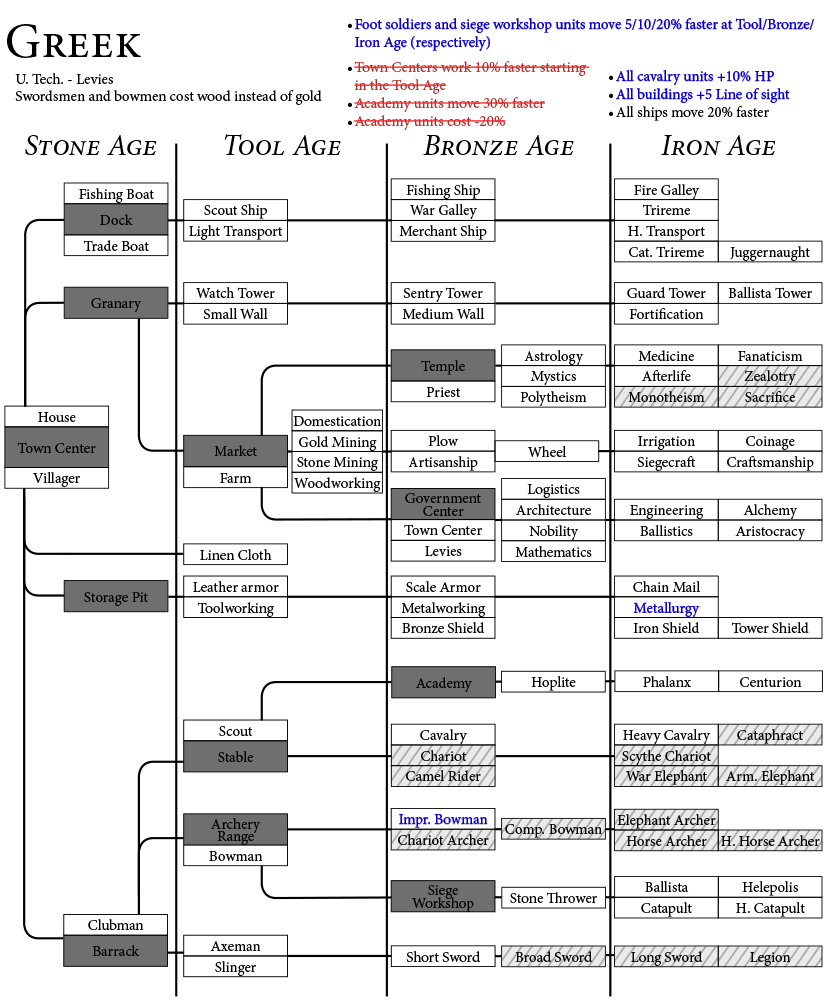 GREEK
U. Tech. - Levies
Swordsmen and bowmen cost wood instead of gold
• Foot soldiers and siege workshop units move 5/10/20% faster at Tool/Bronze/
Iron Age (respectively)
• Town Centers work 10% faster starting
in the Tool Age
• Academy units move 30% faster
• Academy units cost -20%
• All cavalry units +10% HP
• All buildings +5 Line of sight
• All ships move 20% faster
STONE AGE
TOOL AGE
BRONZE AGE
IRON AGE
Fishing Boat
Dock
Trade Boat
Scout Ship
Light Transport
Fishing Ship
War Galley
Merchant Ship
Fire Galley
Trireme
H. Transport
Cat. Trireme
Juggernaught
Granary
Watch Tower
Small Wall
Sentry Tower
Medium Wall
Guard Tower
Ballista Tower
Fortification
Temple
Priest
Astrology
Mystics
Polytheism
Medicine
Fanaticism
Afterlife
Zealotry
Monotheism
Sacrifice
House
Town Center
Villager
Market
Farm
Domestication
Gold Mining
Stone Mining
Woodworking
Plow
Artisanship
Wheel
Irrigation
Coinage
Siegecraft
Craftsmanship
Government
Center
Town Center
Levies
Logistics
Architecture
Nobility
Mathematics
Engineering
Alchemy
Ballistics
Aristocracy
Linen Cloth
Storage Pit
Leather armor
Toolworking
Scale Armor
Metalworking
Bronze Shield
Chain Mail
Metallurgy
Iron Shield
Tower Shield
Academy
Hoplite
Phalanx
Centurion
Scout
Stable
Cavalry
Chariot
Camel Rider
Heavy Cavalry
Cataphract
Scythe Chariot
War Elephant
Arm. Elephant
Archery
Range
Bowman
Impr. Bowman
Chariot Archer
Comp. Bowman
Elephant Archer
Horse Archer
H. Horse Archer
Siege
Workshop
Stone Thrower
Ballista
Helepolis
Catapult
H. Catapult
Clubman
Barrack
Axeman
Slinger
Short Sword
Broad Sword
Long Sword
Legion